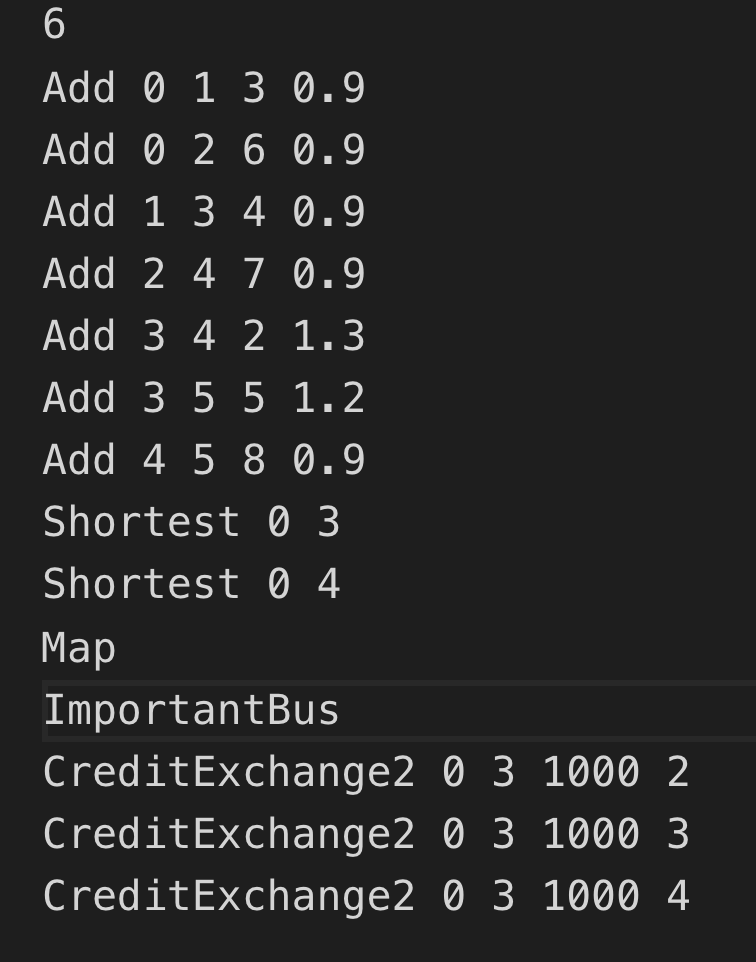 6
Add 0 1 3 0.9
Add 0 2 6 0.9
Add 1 3 4 0.9
Add 2 4 7 0.9
Add 3 4 2 1.3
Add 3 5 5 1.2
Add 4 5 8 0.9
Shortest 0 3
Shortest 0 4
Map
ImportantBus
CreditExchange2 0 3 1000 2
CreditExchange2 0 3 1000 3
CreditExchange2 0 3 1000 4